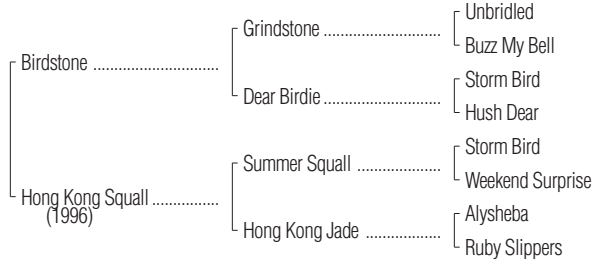 Birdstone ..............................
Hong Kong Squall ................
(1996)
Grindstone ...........................
Dear Birdie ...........................
Summer Squall ...................
Hong Kong Jade .................
Unbridled
Buzz My Bell
Storm Bird
Hush Dear
Storm Bird
Weekend Surprise
Alysheba
Ruby Slippers